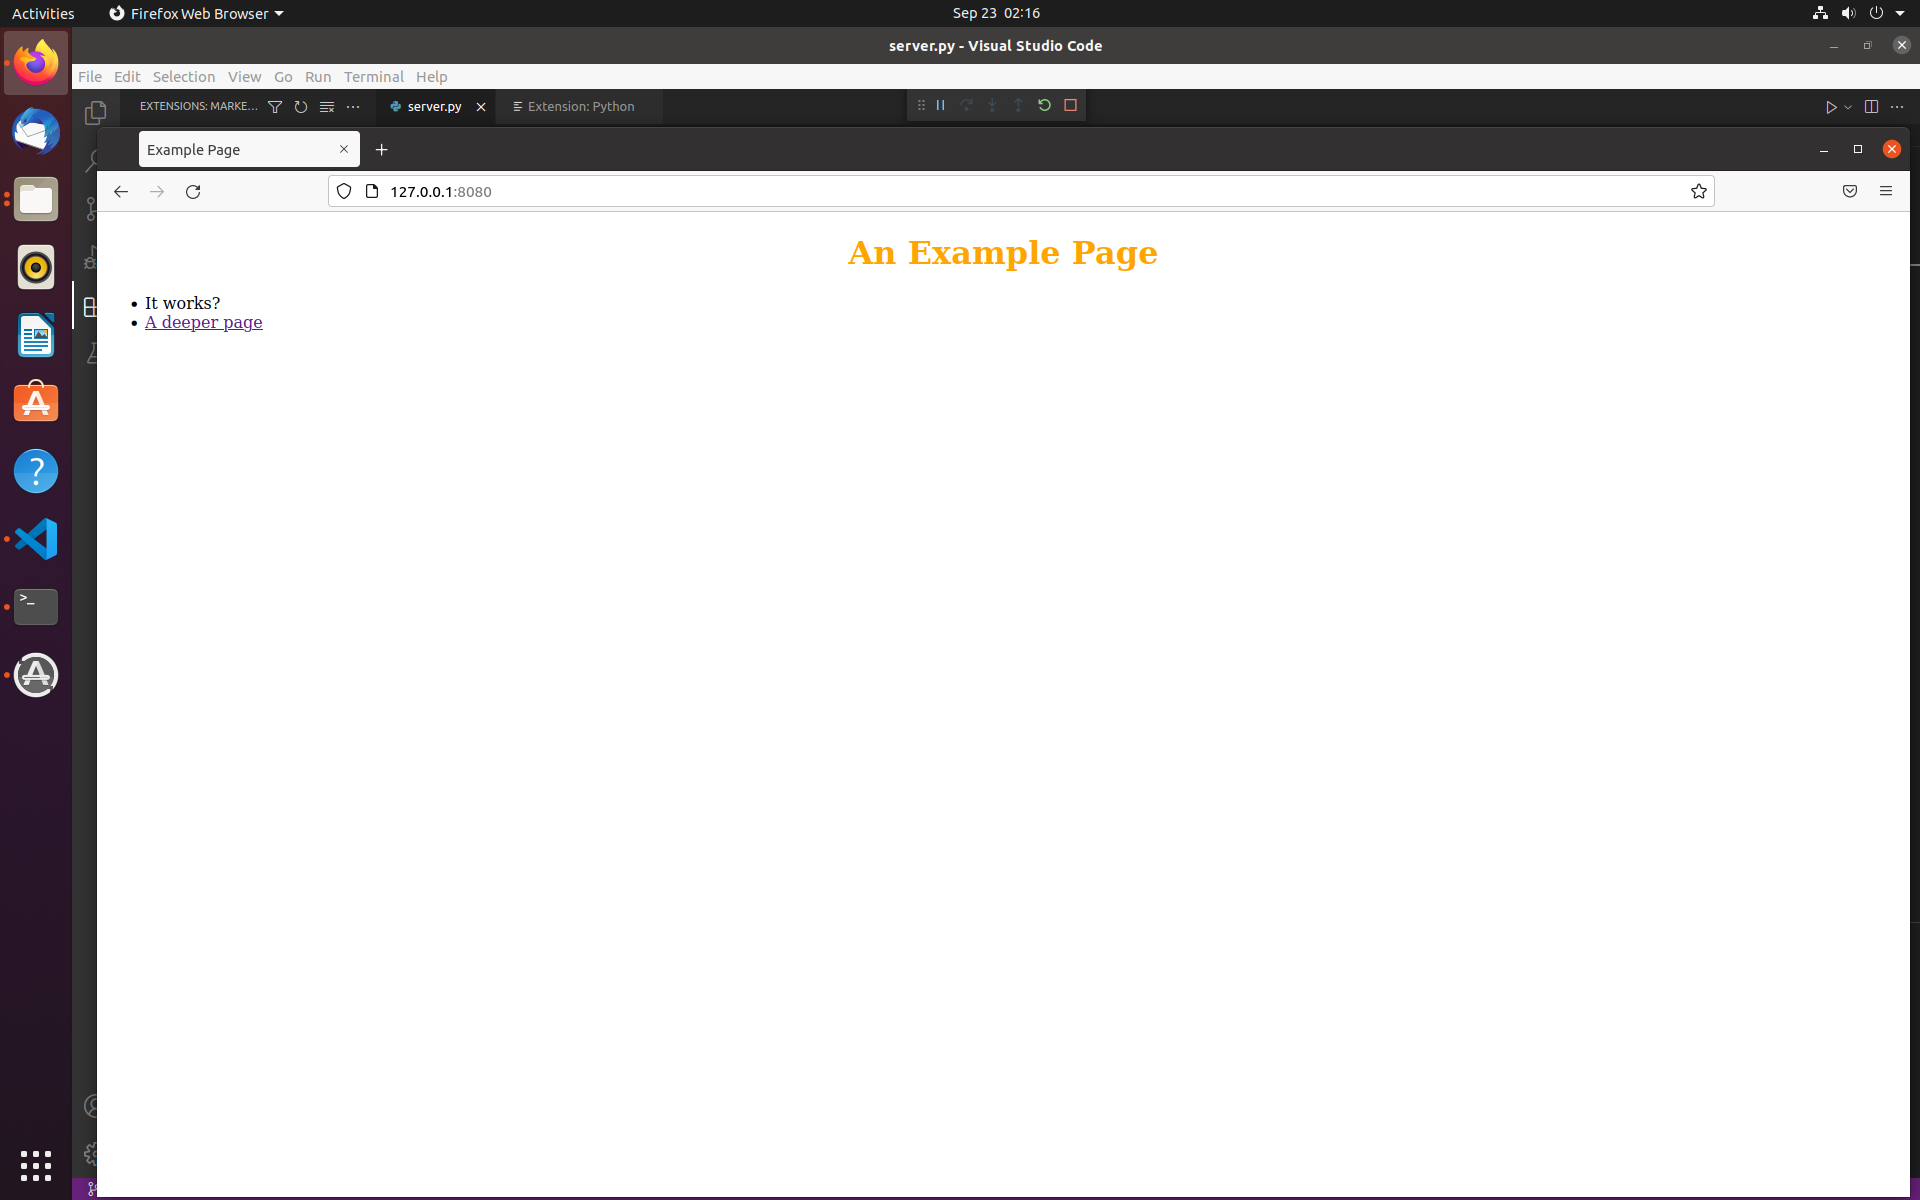 Activities
Firefox Web Browser
Sep 23 02:16
server.py - Visual Studio Code
File Edit Selection View Go Run Terminal Help
EXTENSIONS: MARKE...
server.py
Extension: Python
Example Page
127.0.0.1:8080
An Example Page
It works?
A deeper page